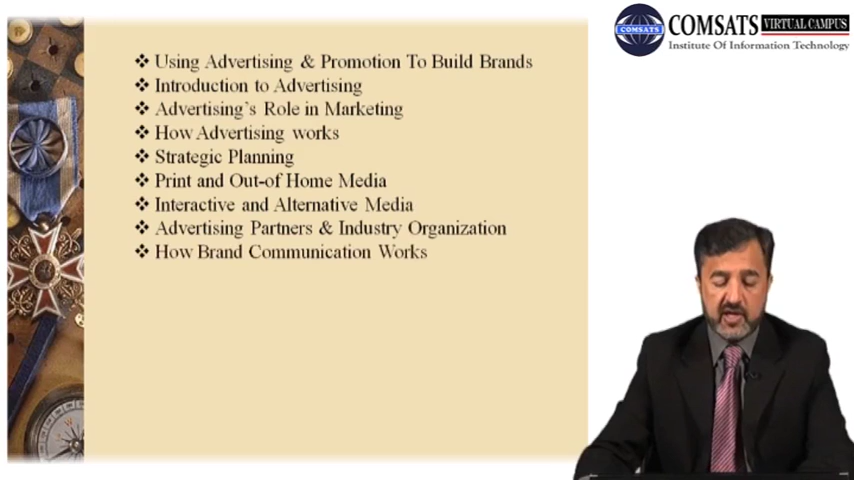 COMSATS VIRTUAL CAMPUS
COMSATS Institute Of Information Technology
Using Advertising & Promotion To Build Brands
Introduction to Advertising
Advertising's Role in Marketing
How Advertising works
Strategic Planning
Print and Out-of Home Media
Interactive and Alternative Media
Advertising Partners & Industry Organization
How Brand Communication Works